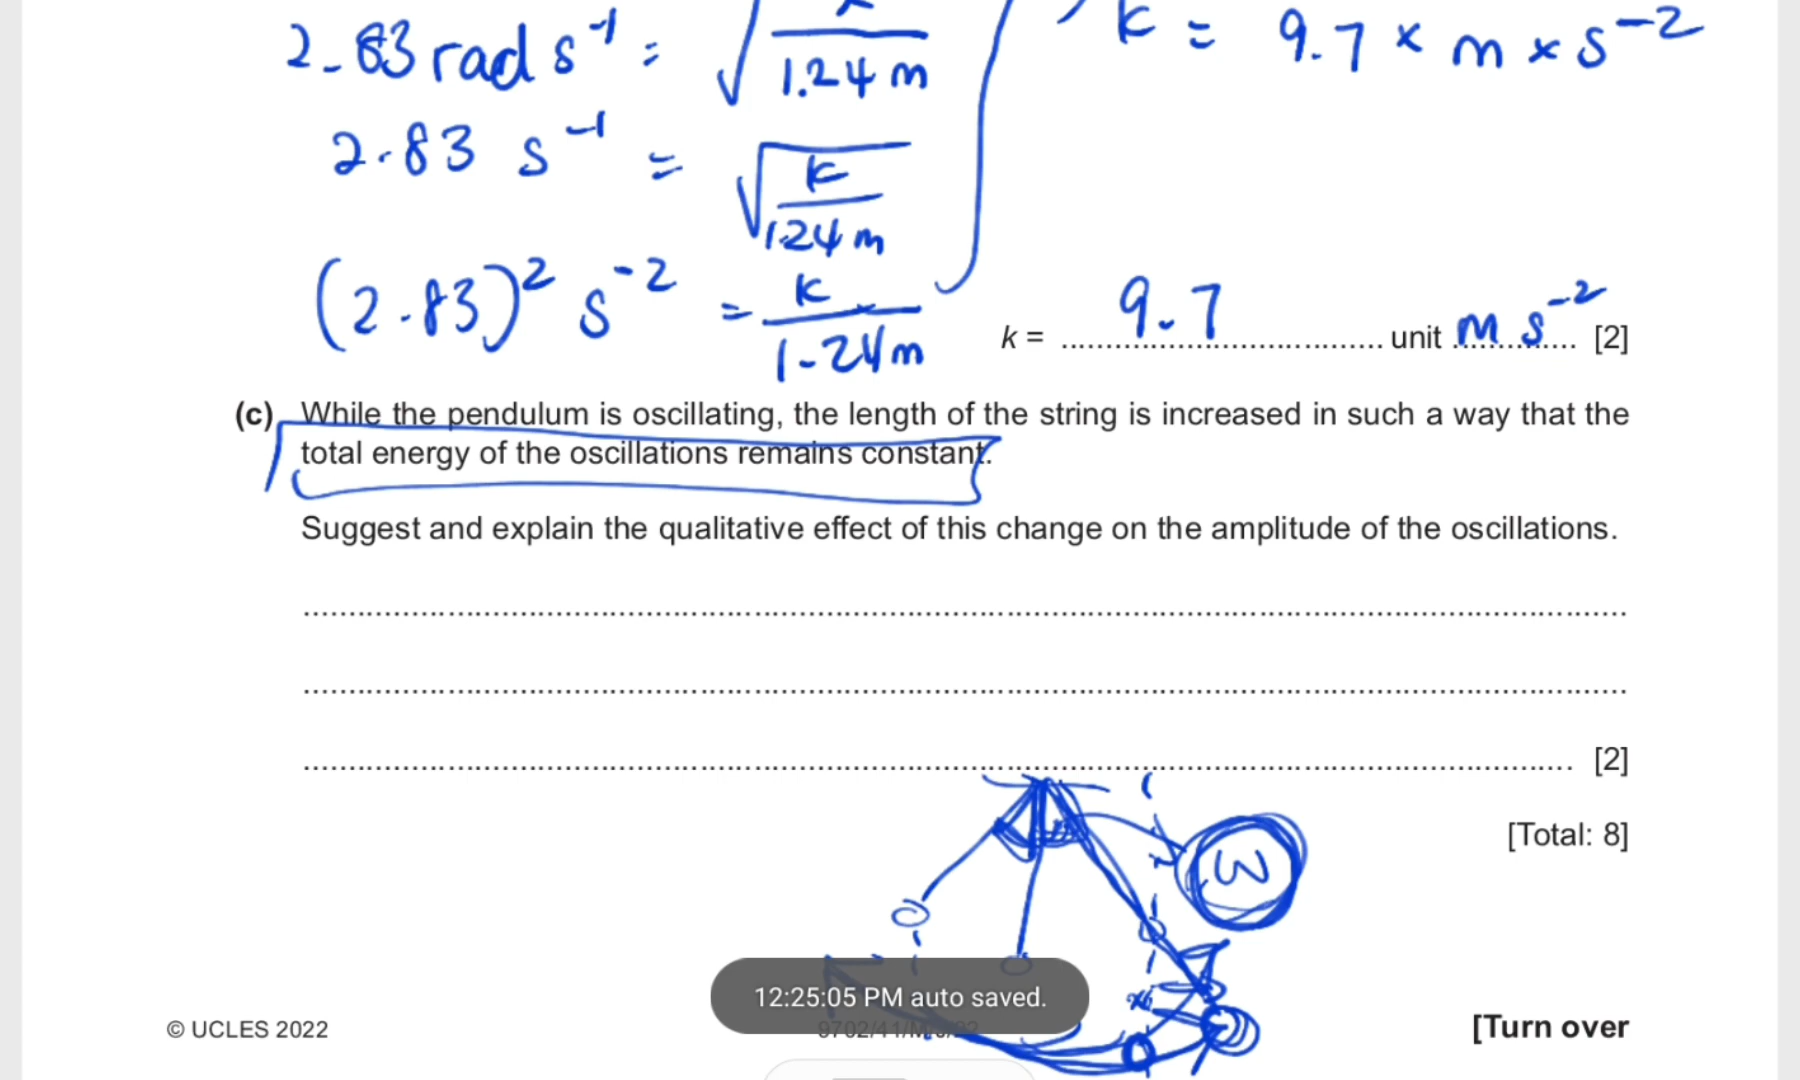 2.83 rad s⁻¹ = √(k/1.24 m)
k = 9.7 × m × s⁻²
2.83 s⁻¹ = √(k/1.24 m)
(2.83)² s⁻² = k/1.24 m
k = 9.7 unit m s⁻² [2]
(c) While the pendulum is oscillating, the length of the string is increased in such a way that the
total energy of the oscillations remains constant.
Suggest and explain the qualitative effect of this change on the amplitude of the oscillations.
[2]
[Total: 8]
ω
12:25:05 PM auto saved.
© UCLES 2022
[Turn over